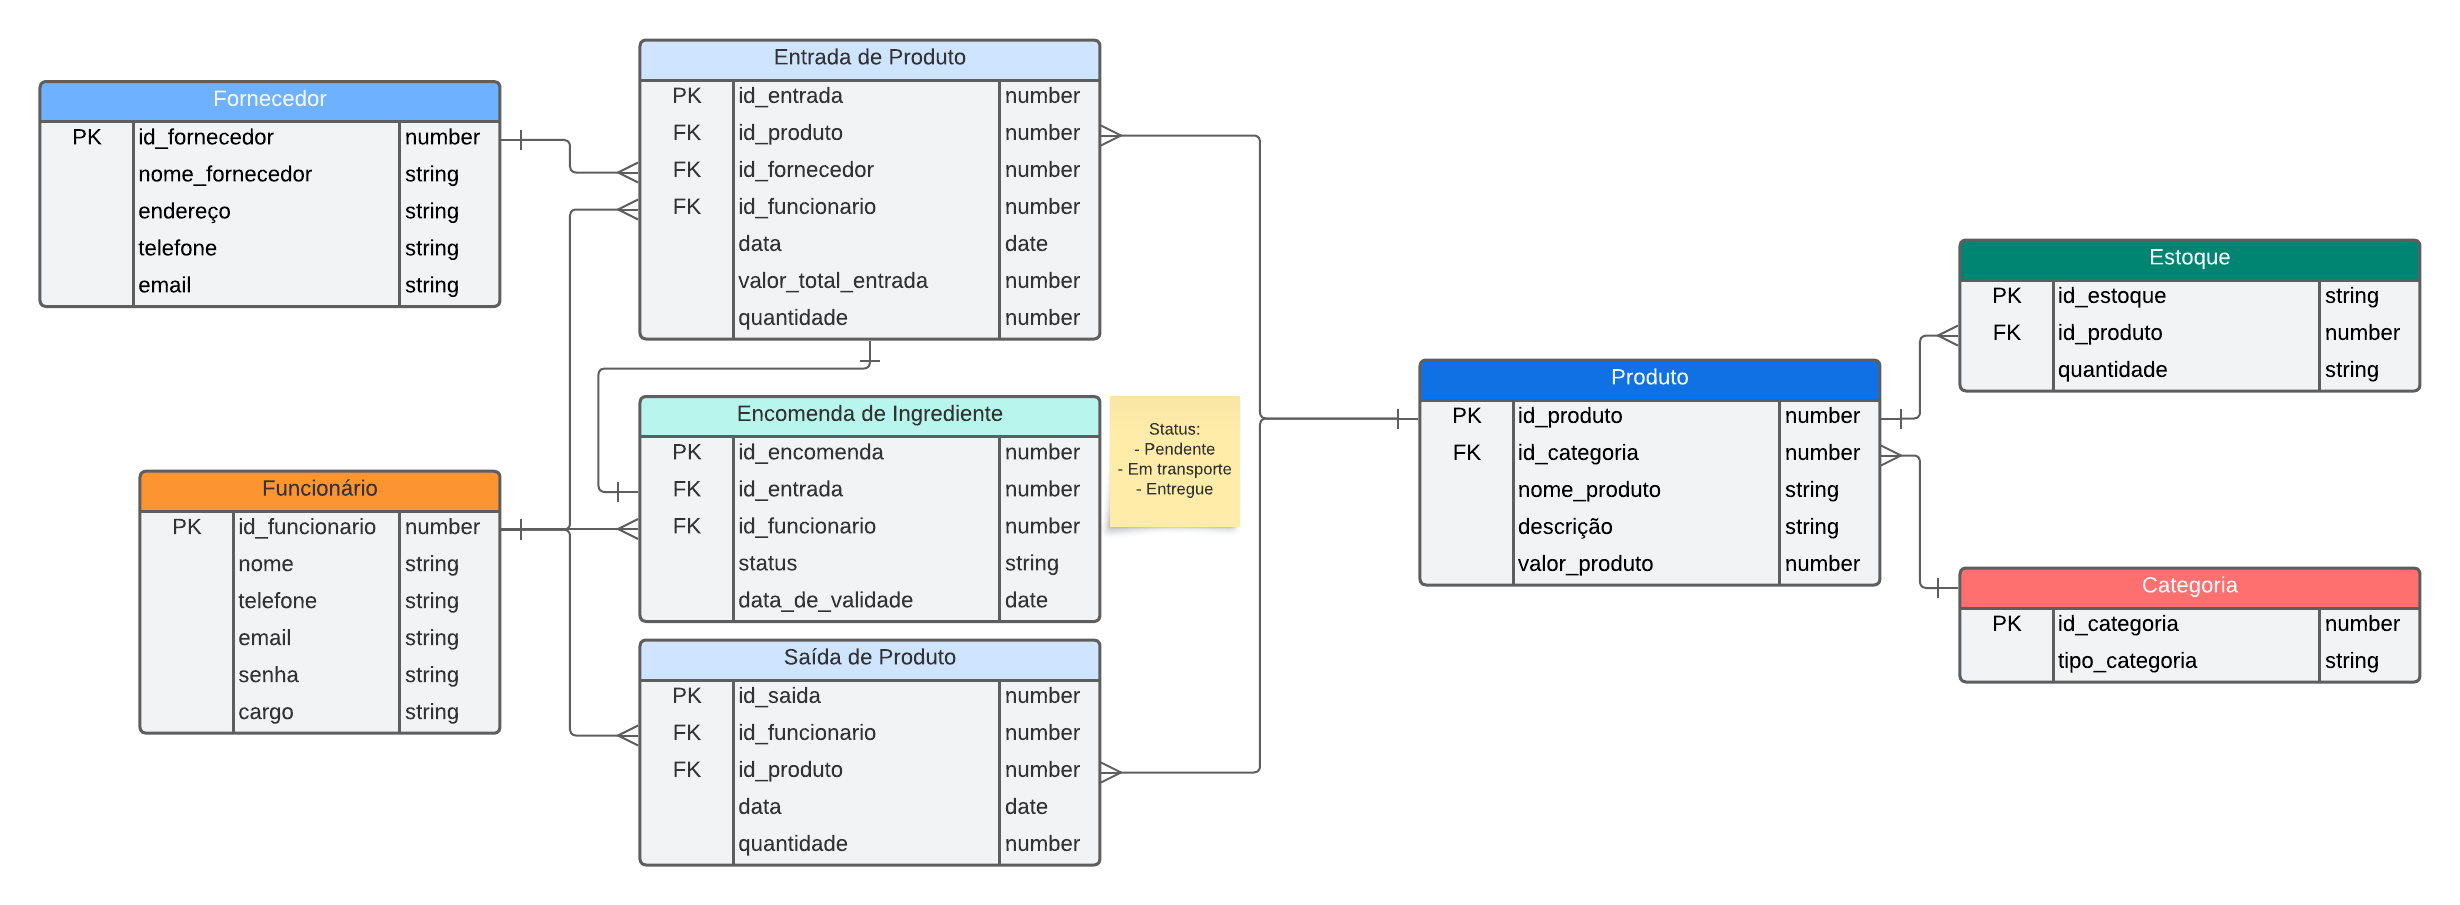 Fornecedor
PK id_fornecedor number
nome_fornecedor string
endereço string
telefone string
email string
Entrada de Produto
PK id_entrada number
FK id_produto number
FK id_fornecedor number
FK id_funcionario number
data date
valor_total_entrada number
quantidade number
Funcionário
PK id_funcionario number
nome string
telefone string
email string
senha string
cargo string
Encomenda de Ingrediente
PK id_encomenda number
FK id_entrada number
FK id_funcionario number
status string
data_de_validade date
Status:
- Pendente
- Em transporte
- Entregue
Saída de Produto
PK id_saida number
FK id_funcionario number
FK id_produto number
data date
quantidade number
Produto
PK id_produto number
FK id_categoria number
nome_produto string
descrição string
valor_produto number
Estoque
PK id_estoque string
FK id_produto number
quantidade string
Categoria
PK id_categoria number
tipo_categoria string